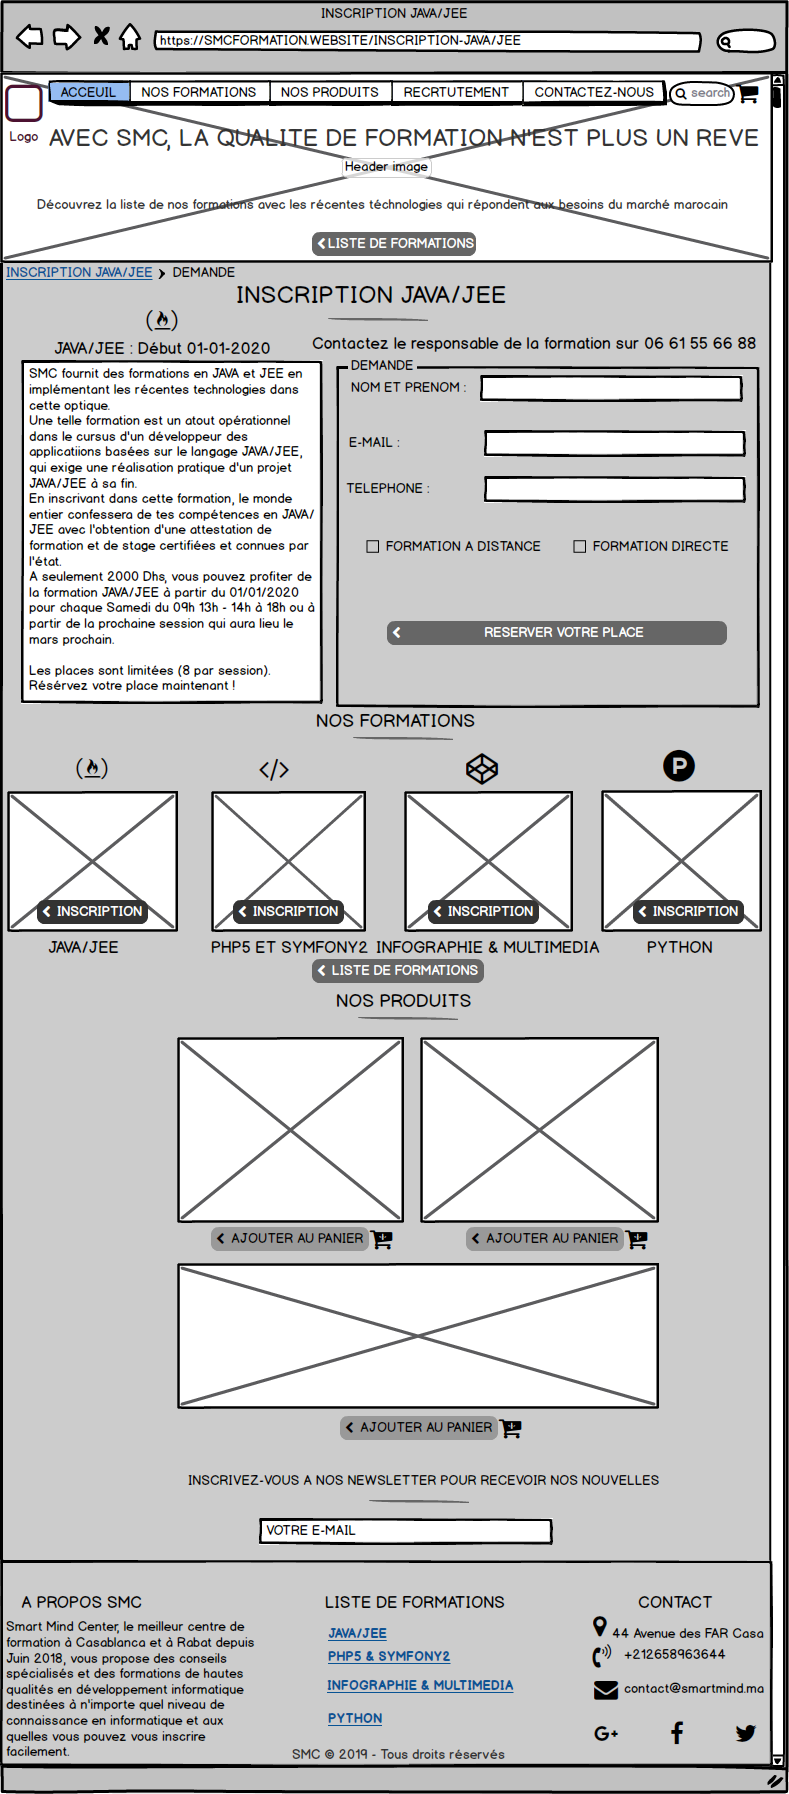 INSCRIPTION JAVA/JEE
https://SMCFORMATION.WEBSITE/INSCRIPTION-JAVA/JEE
ACCEUIL NOS FORMATIONS NOS PRODUITS RECRTUTEMENT CONTACTEZ-NOUS search
Logo
AVEC SMC, LA QUALITE DE FORMATION N'EST PLUS UN REVE
Header image
Découvrez la liste de nos formations avec les récentes téchnologies qui répondent aux besoins du marché marocain
LISTE DE FORMATIONS
INSCRIPTION JAVA/JEE DEMANDE
INSCRIPTION JAVA/JEE
JAVA/JEE : Début 01-01-2020
SMC fournit des formations en JAVA et JEE en
implémentant les récentes technologies dans
cette optique.
Une telle formation est un atout opérationnel
dans le cursus d'un développeur des
applicatiions basées sur le langage JAVA/JEE,
qui exige une réalisation pratique d'un projet
JAVA/JEE à sa fin.
En inscrivant dans cette formation, le monde
entier confessera de tes compétences en JAVA/
JEE avec l'obtention d'une attestation de
formation et de stage certifiées et connues par
l'état.
A seulement 2000 Dhs, vous pouvez profiter de
la formation JAVA/JEE à partir du 01/01/2020
pour chaque Samedi du 09h 13h - 14h à 18h ou à
partir de la prochaine session qui aura lieu le
mars prochain.
Les places sont limitées (8 par session).
Résérvez votre place maintenant !
Contactez le responsable de la formation sur 06 61 55 66 88
DEMANDE
NOM ET PRENOM :
E-MAIL :
TELEPHONE :
FORMATION A DISTANCE FORMATION DIRECTE
RESERVER VOTRE PLACE
NOS FORMATIONS
P
INSCRIPTION INSCRIPTION INSCRIPTION INSCRIPTION
JAVA/JEE PHP5 ET SYMFONY2 INFOGRAPHIE & MULTIMEDIA PYTHON
LISTE DE FORMATIONS
NOS PRODUITS
AJOUTER AU PANIER AJOUTER AU PANIER
AJOUTER AU PANIER
INSCRIVEZ-VOUS A NOS NEWSLETTER POUR RECEVOIR NOS NOUVELLES
VOTRE E-MAIL
A PROPOS SMC
Smart Mind Center, le meilleur centre de
formation à Casablanca et à Rabat depuis
Juin 2018, vous propose des conseils
spécialisés et des formations de hautes
qualités en développement informatique
destinées à n'importe quel niveau de
connaissance en informatique et aux
quelles vous pouvez vous inscrire
facilement.
LISTE DE FORMATIONS
JAVA/JEE
PHP5 & SYMFONY2
INFOGRAPHIE & MULTIMEDIA
PYTHON
CONTACT
44 Avenue des FAR Casa
+212658963644
contact@smartmind.ma
G+ f
SMC © 2019 - Tous droits réservés